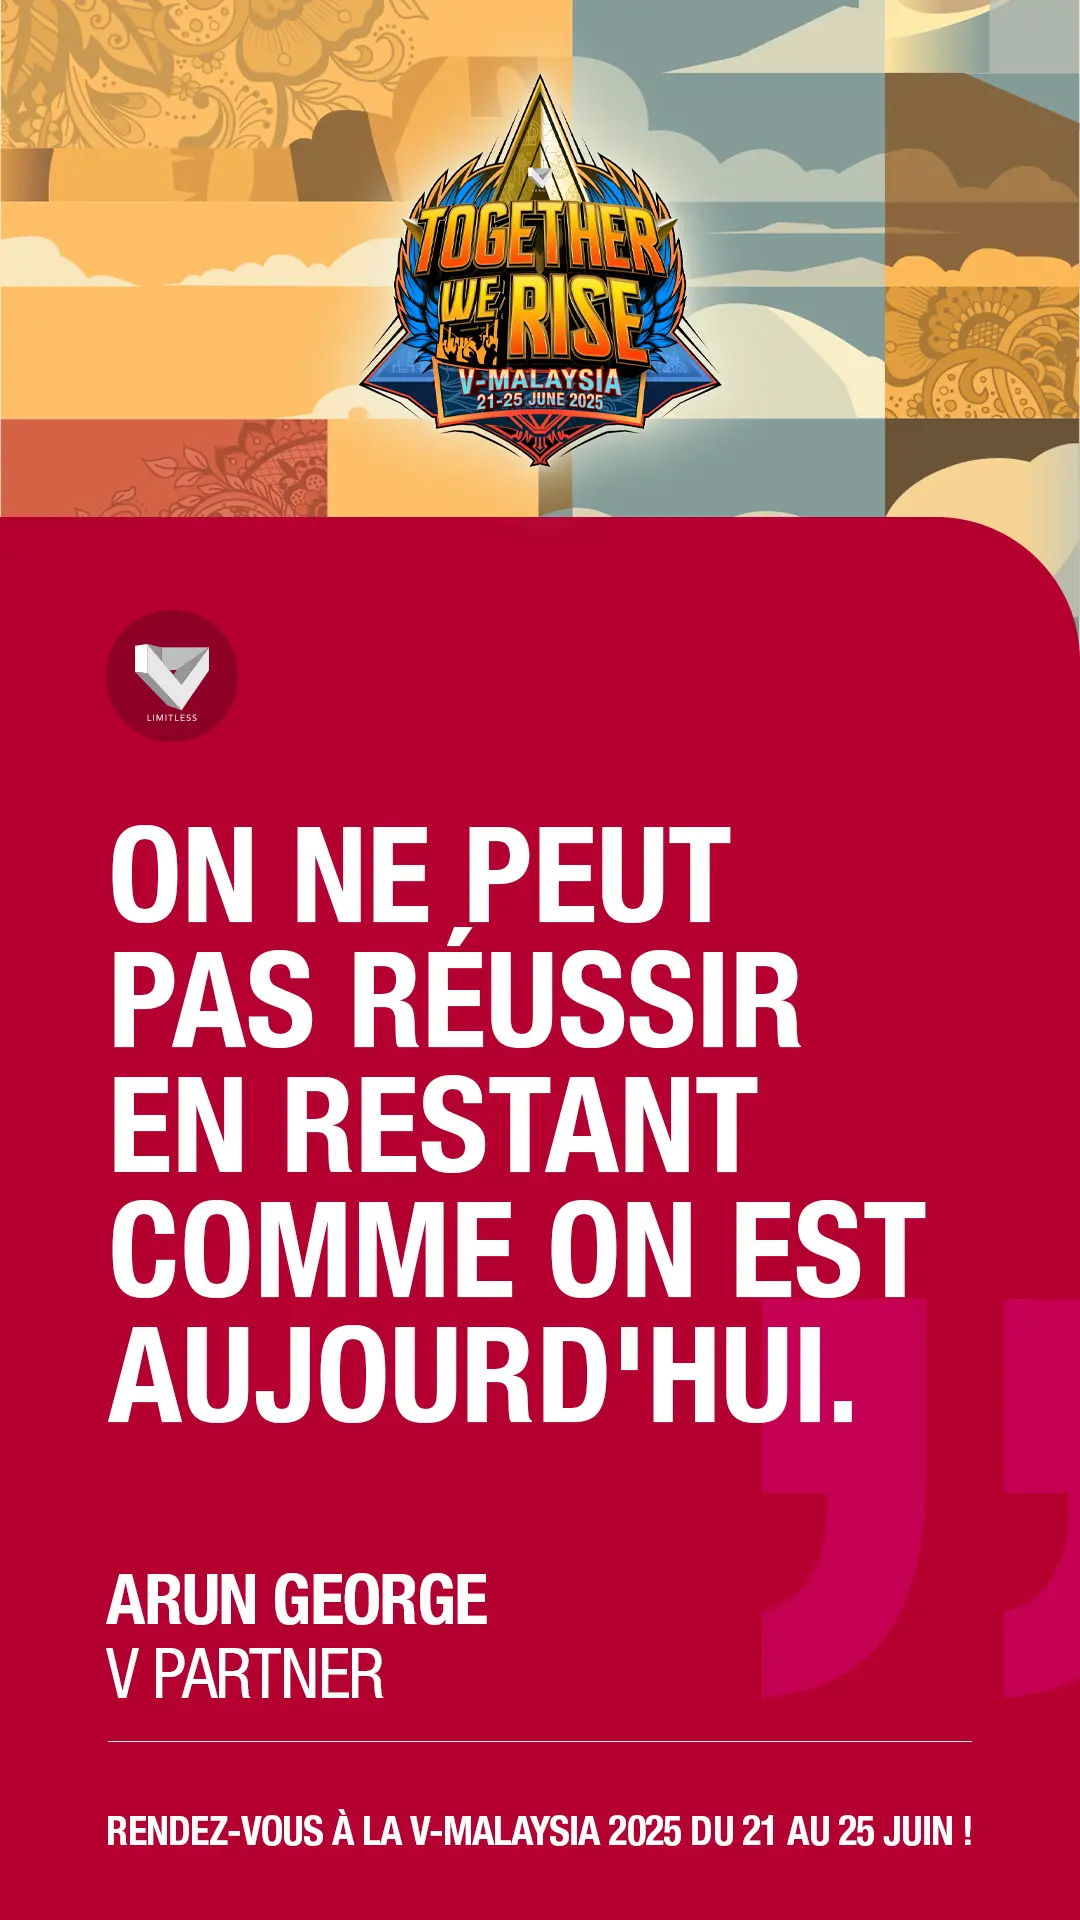 TOGETHER
WE RISE
V-MALAYSIA
21-25 JUNE 2025
LIMITLESS
ON NE PEUT
PAS RÉUSSIR
EN RESTANT
COMME ON EST
AUJOURD'HUI.
ARUN GEORGE
V PARTNER
RENDEZ-VOUS À LA V-MALAYSIA 2025 DU 21 AU 25 JUIN !